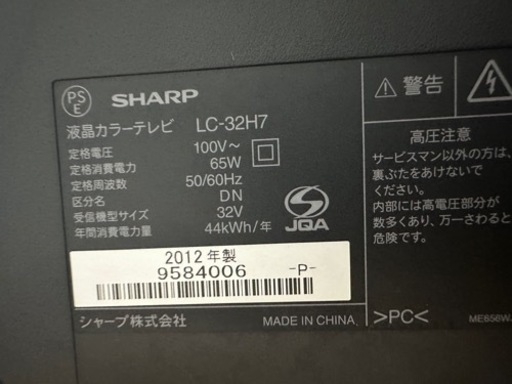 PS
E
SHARP
液晶カラーテレビ LC-32H7
定格電圧 100V～
定格消費電力 65W
定格周波数 50/60Hz
区分名 DN
受信機型サイズ 32V
年間消費電力量 44kWh/年
JQA
2012 年製
9584006 -P-
シャープ株式会社 MADE IN CHINA
警告
高圧注意
サービスマン以外の方は、
裏ぶたをあけないで
ください。
内部には高電圧部分が
数多くあり、万一さわると
危険です。
>PC<